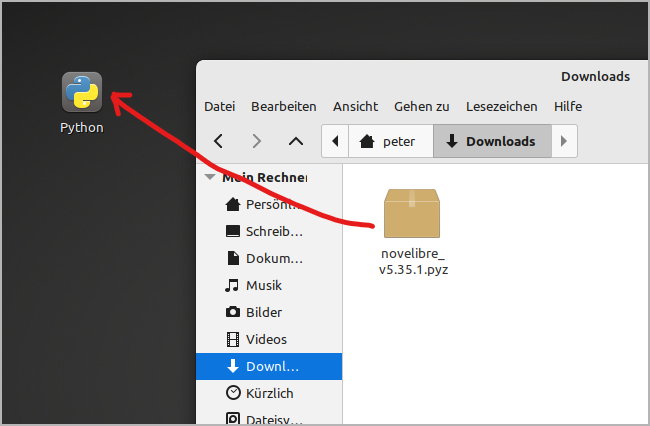 Python
Downloads
Datei Bearbeiten Ansicht Gehen zu Lesezeichen Hilfe
peter Downloads
Mein Rechner
Persönl...
Schreib...
Dokum...
Musik
Bilder
Videos
Downl...
Kürzlich
Dateisy...
novelibre_
v5.35.1.pyz